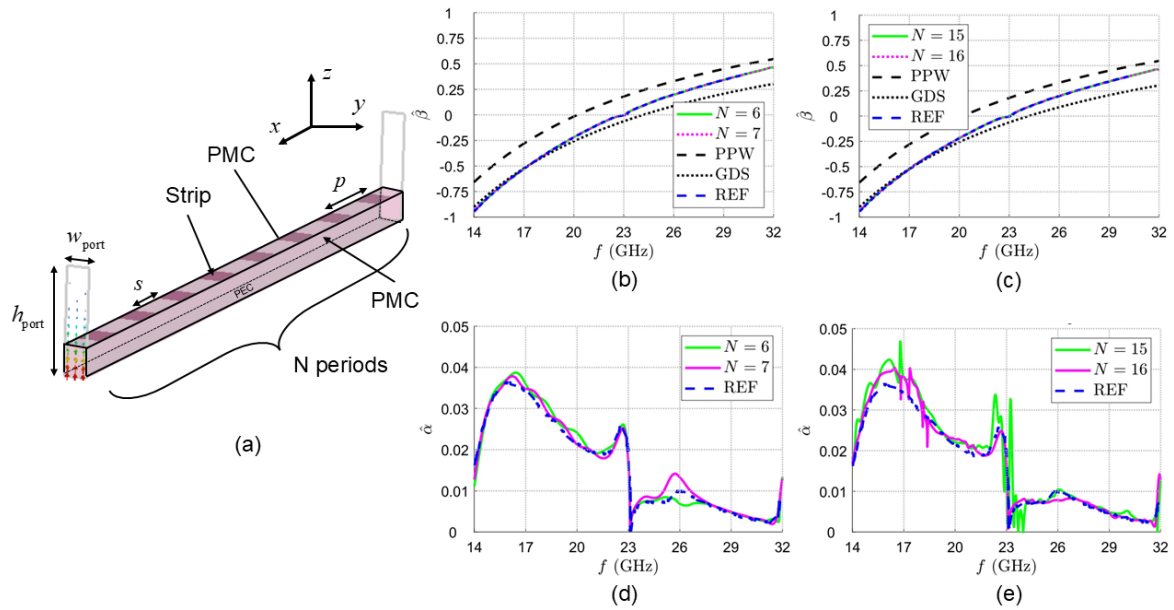 z
y
x
PMC
Strip
p
w_port
s
h_port
PEC
PMC
N periods
(a)
1
0.75
0.5
0.25
0
-0.25
-0.5
-0.75
-1
β̂
N = 6
N = 7
PPW
GDS
REF
14 17 20 23 26 29 32
f (GHz)
(b)
1
0.75
0.5
0.25
0
-0.25
-0.5
-0.75
-1
β̂
N = 15
N = 16
PPW
GDS
REF
14 17 20 23 26 29 32
f (GHz)
(c)
0.05
0.04
0.03
0.02
0.01
0
α̂
N = 6
N = 7
REF
14 17 20 23 26 29 32
f (GHz)
(d)
0.05
0.04
0.03
0.02
0.01
0
α̂
N = 15
N = 16
REF
14 17 20 23 26 29 32
f (GHz)
(e)